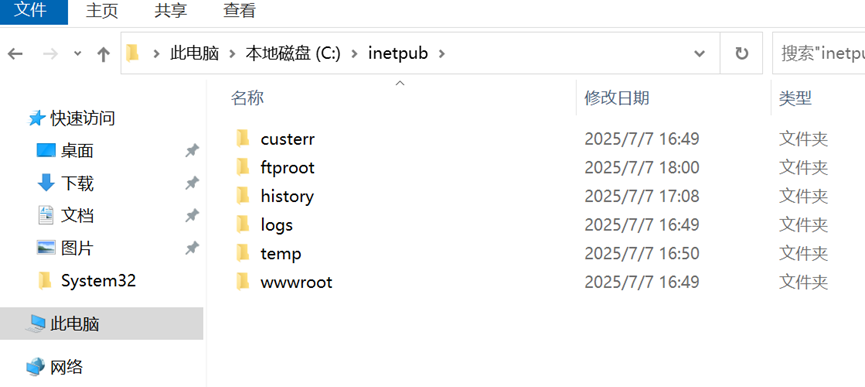 文件 主页 共享 查看
此电脑 本地磁盘 (C:) inetpub 搜索"inetpu
名称 修改日期 类型
快速访问
桌面
下载
文档
图片
System32
此电脑
网络
custerr 2025/7/7 16:49 文件夹
ftproot 2025/7/7 18:00 文件夹
history 2025/7/7 17:08 文件夹
logs 2025/7/7 16:49 文件夹
temp 2025/7/7 16:50 文件夹
wwwroot 2025/7/7 16:49 文件夹